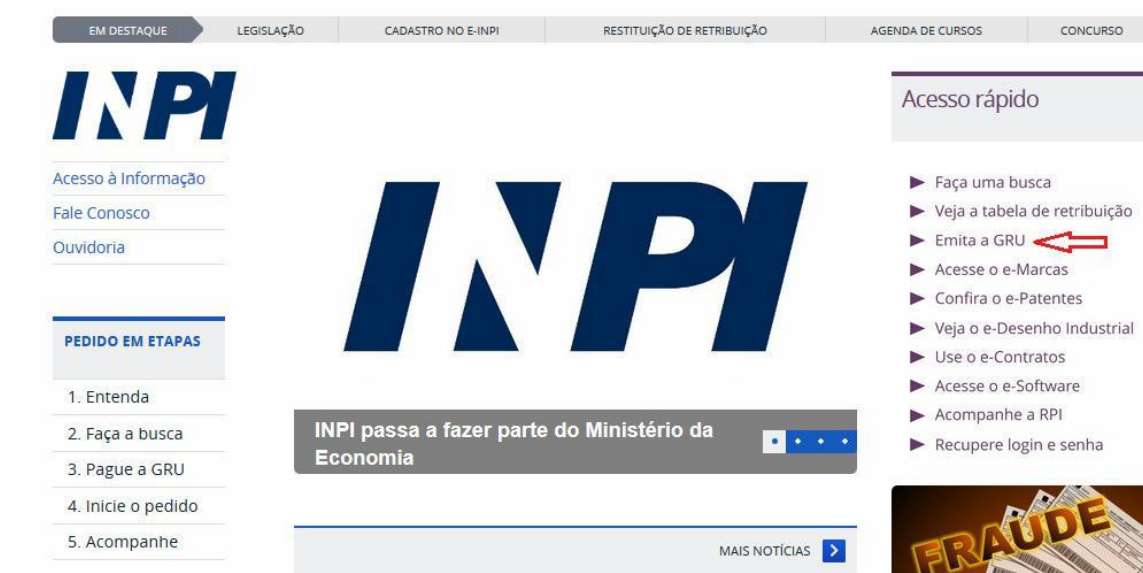 EM DESTAQUE
LEGISLAÇÃO
CADASTRO NO E-INPI
RESTITUIÇÃO DE RETRIBUIÇÃO
AGENDA DE CURSOS
CONCURSO
INPI
Acesso à Informação
Fale Conosco
Ouvidoria
PEDIDO EM ETAPAS
1. Entenda
2. Faça a busca
3. Pague a GRU
4. Inicie o pedido
5. Acompanhe
INPI
INPI passa a fazer parte do Ministério da
Economia
MAIS NOTÍCIAS
Acesso rápido
Faça uma busca
Veja a tabela de retribuição
Emita a GRU
Acesse o e-Marcas
Confira o e-Patentes
Veja o e-Desenho Industrial
Use o e-Contratos
Acesse o e-Software
Acompanhe a RPI
Recupere login e senha
FRAUDE